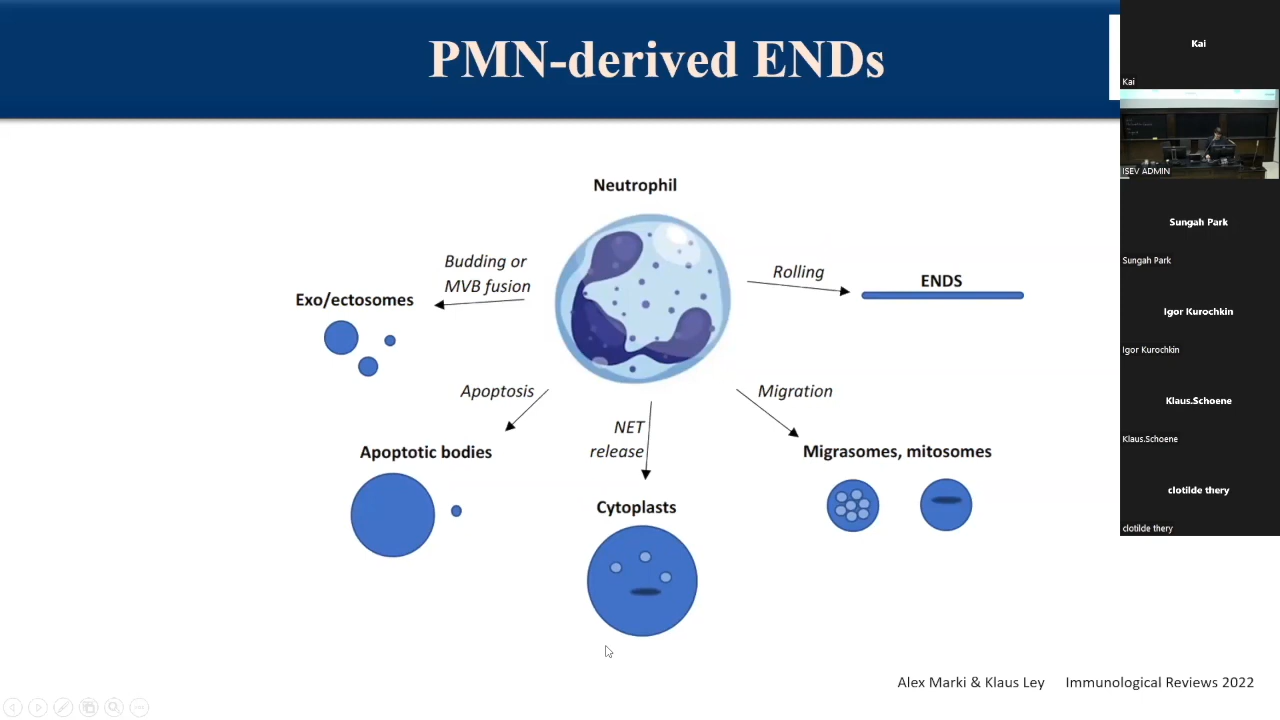 PMN-derived ENDs
Neutrophil
Budding or
MVB fusion
Rolling
Exo/ectosomes
ENDS
Apoptosis
Migration
NET
release
Apoptotic bodies
Migrasomes, mitosomes
Cytoplasts
Alex Marki & Klaus Ley Immunological Reviews 2022
Kai
Kai
ISEV ADMIN
Sungah Park
Sungah Park
Igor Kurochkin
Igor Kurochkin
Klaus.Schoene
Klaus.Schoene
clotilde thery
clotilde thery